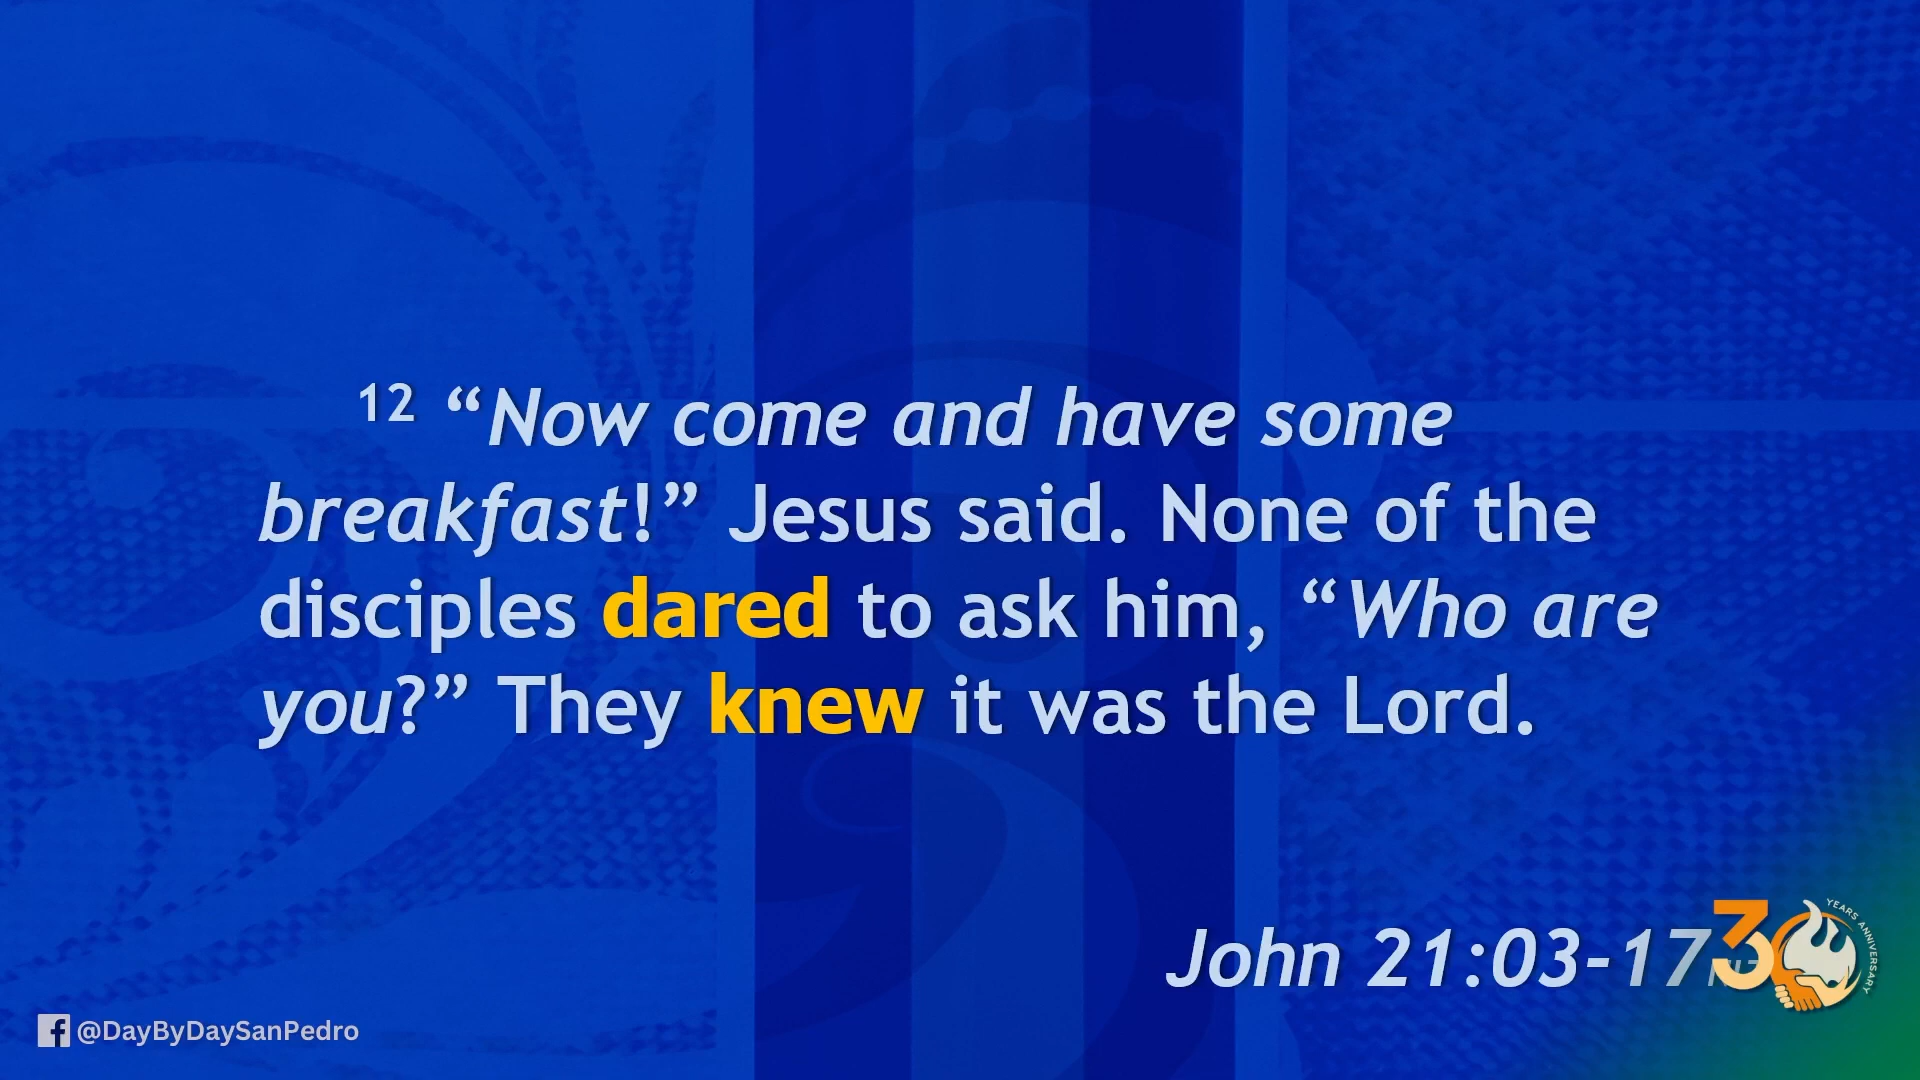 12 “Now come and have some
breakfast!” Jesus said. None of the
disciples dared to ask him, “Who are
you?” They knew it was the Lord.
John 21:03-17
30 YEARS ANNIVERSARY
@DayByDaySanPedro